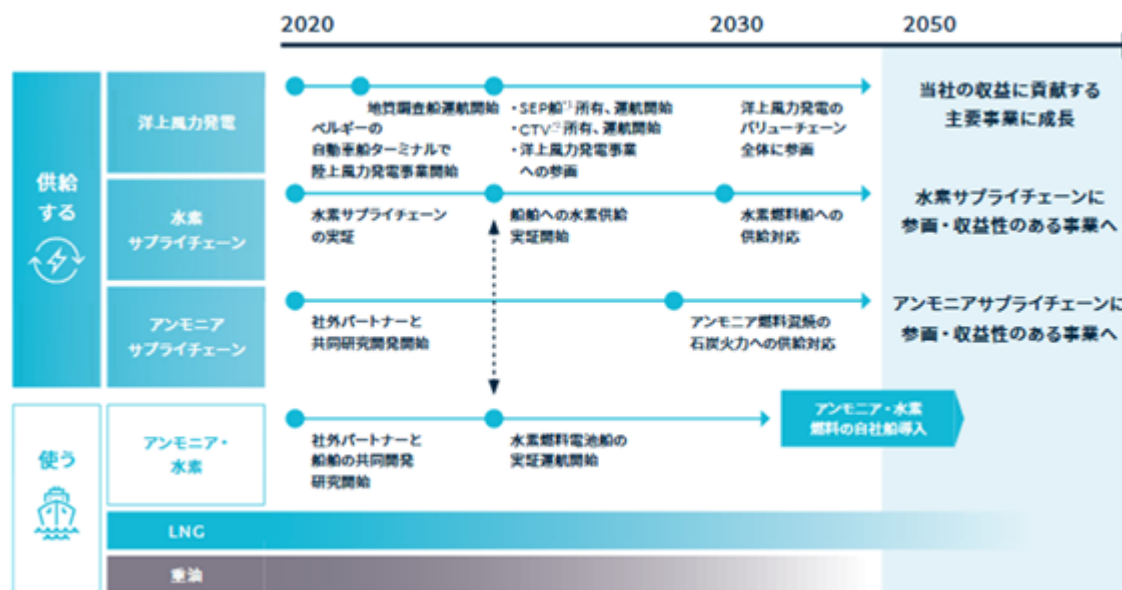 2020
2030
2050
供給
する
洋上風力発電
地質調査船運航開始
ベルギーの
自動車船ターミナルで
陸上風力発電事業開始
・SEP船*1所有、運航開始
・CTV*2所有、運航開始
・洋上風力発電事業
への参画
洋上風力発電の
バリューチェーン
全体に参画
当社の収益に貢献する
主要事業に成長
水素
サプライチェーン
水素サプライチェーン
の実証
船舶への水素供給
実証開始
水素燃料船への
供給対応
水素サプライチェーンに
参画・収益性のある事業へ
アンモニア
サプライチェーン
社外パートナーと
共同研究開発開始
アンモニア燃料混焼の
石炭火力への供給対応
アンモニアサプライチェーンに
参画・収益性のある事業へ
使う
アンモニア・
水素
社外パートナーと
船舶の共同開発
研究開始
水素燃料電池船の
実証運航開始
アンモニア・水素
燃料の自社船導入
LNG
重油